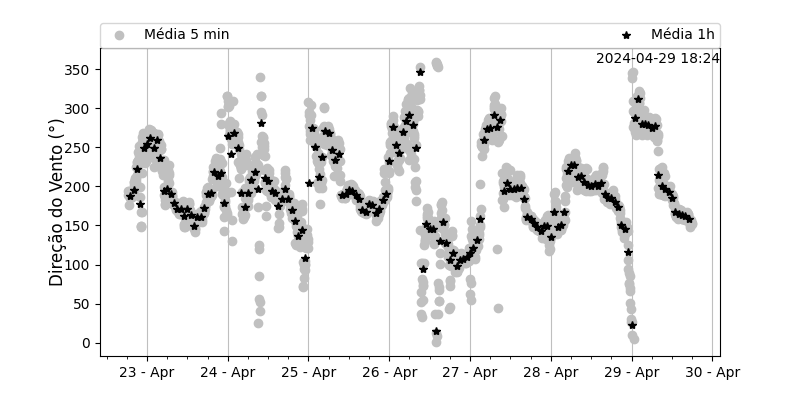 Média 5 min
Média 1h
2024-04-29 18:24
Direção do Vento (°)
350
300
250
200
150
100
50
0
23 - Apr
24 - Apr
25 - Apr
26 - Apr
27 - Apr
28 - Apr
29 - Apr
30 - Apr